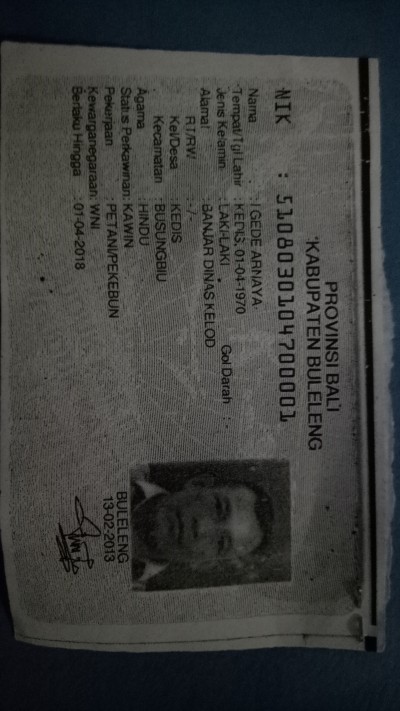 PROVINSI BALI
KABUPATEN BULELENG
NIK : 5108030104700001
Nama : I GEDE ARNAYA
Tempat/Tgl Lahir : KEDIS, 01-04-1970
Jenis Kelamin : LAKI-LAKI Gol Darah : -
Alamat : BANJAR DINAS KELOD
RT/RW : -/-
Kel/Desa : KEDIS
Kecamatan : BUSUNGBIU
Agama : HINDU
Status Perkawinan: KAWIN
Pekerjaan : PETANI/PEKEBUN
Kewarganegaraan: WNI
Berlaku Hingga : 01-04-2018
BULELENG
13-02-2013